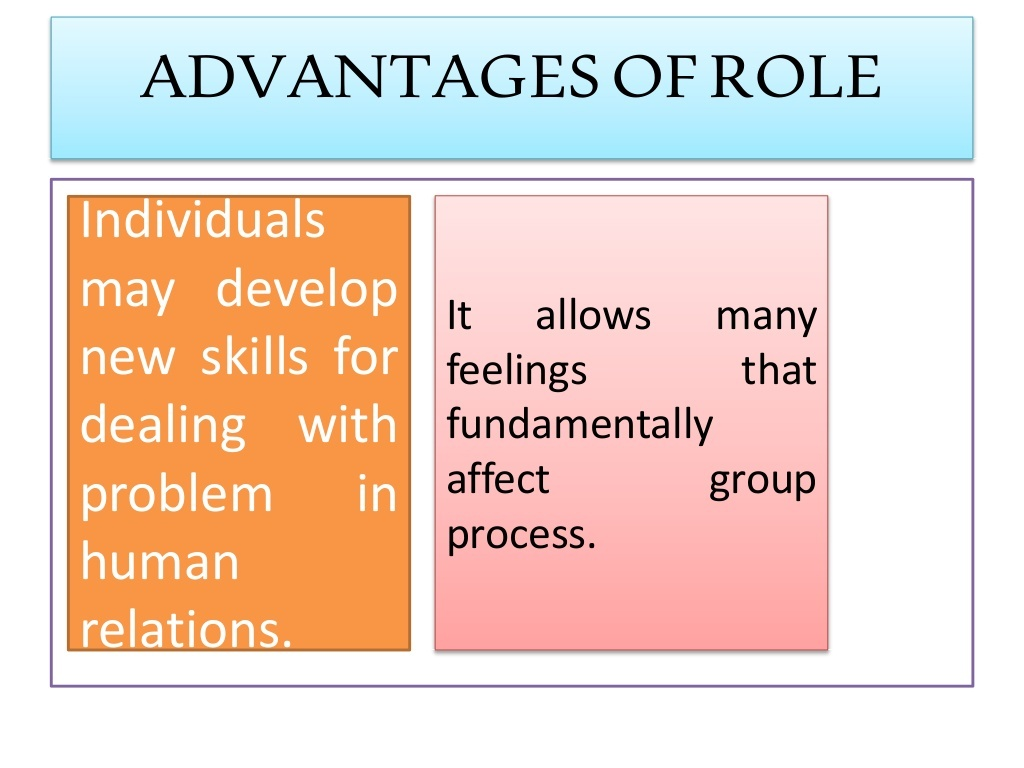 ADVANTAGES OF ROLE
Individuals
may develop
new skills for
dealing with
problem in
human
relations.
It allows many
feelings that
fundamentally
affect group
process.